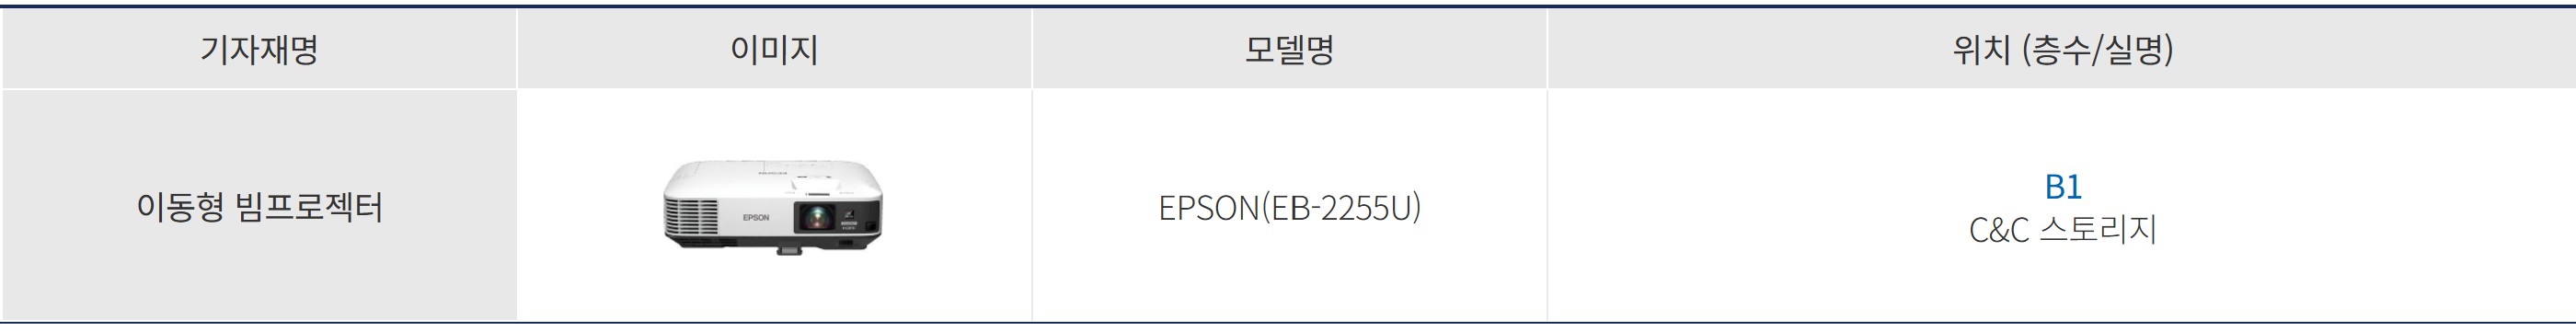 기자재명
이미지
모델명
위치 (층수/실명)
이동형 빔프로젝터
EPSON
EPSON(EB-2255U)
B1
C&C 스토리지